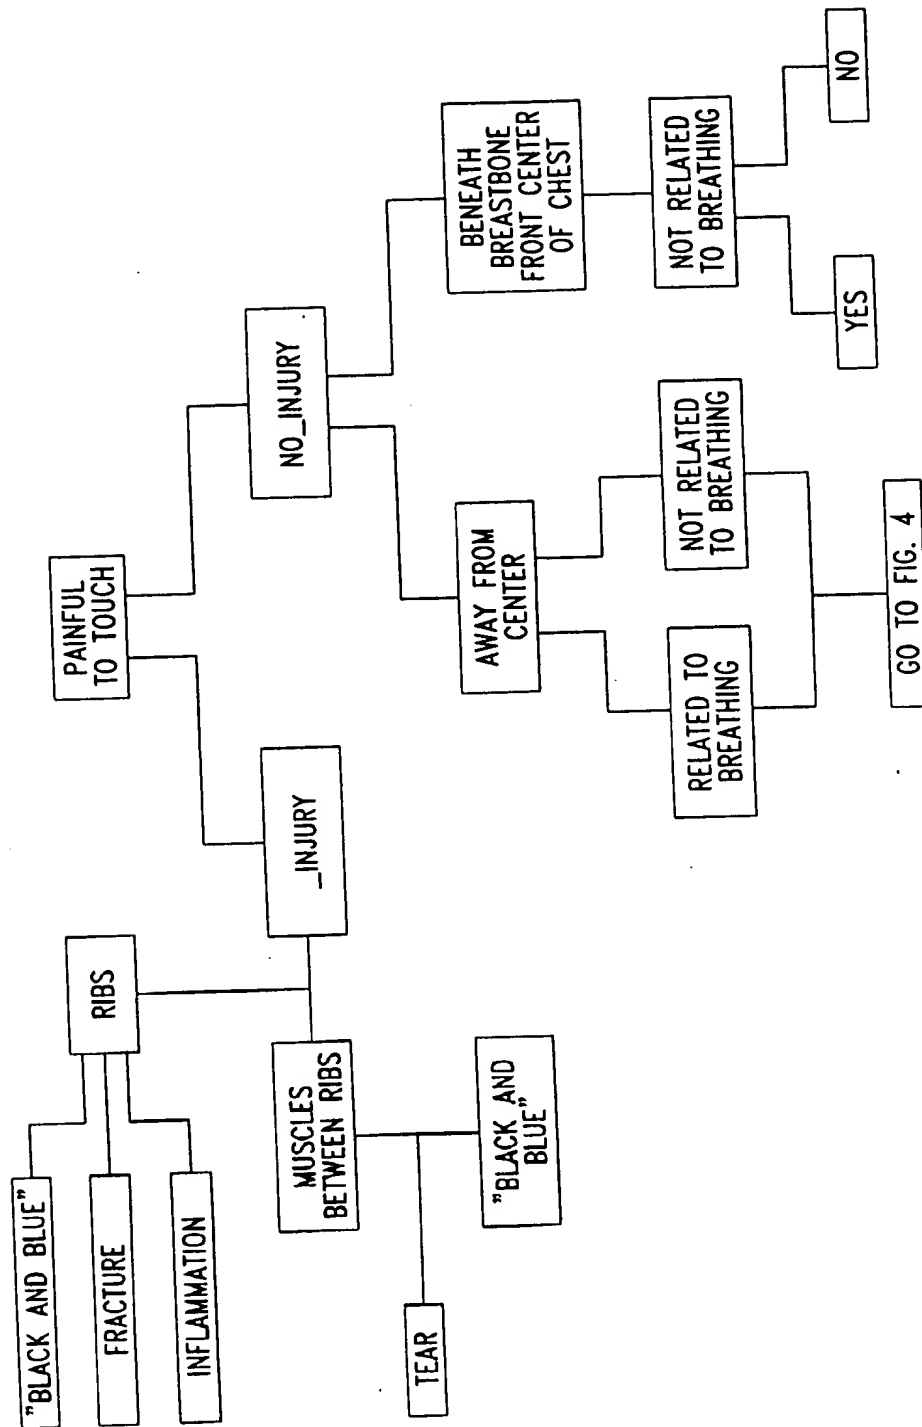 PAINFUL
TO TOUCH
_INJURY
NO_INJURY
RIBS
"BLACK AND BLUE"
FRACTURE
INFLAMMATION
MUSCLES
BETWEEN RIBS
TEAR
"BLACK AND
BLUE"
AWAY FROM
CENTER
BENEATH
BREASTBONE
FRONT CENTER
OF CHEST
RELATED TO
BREATHING
NOT RELATED
TO BREATHING
NOT RELATED
TO BREATHING
YES
NO
GO TO FIG. 4